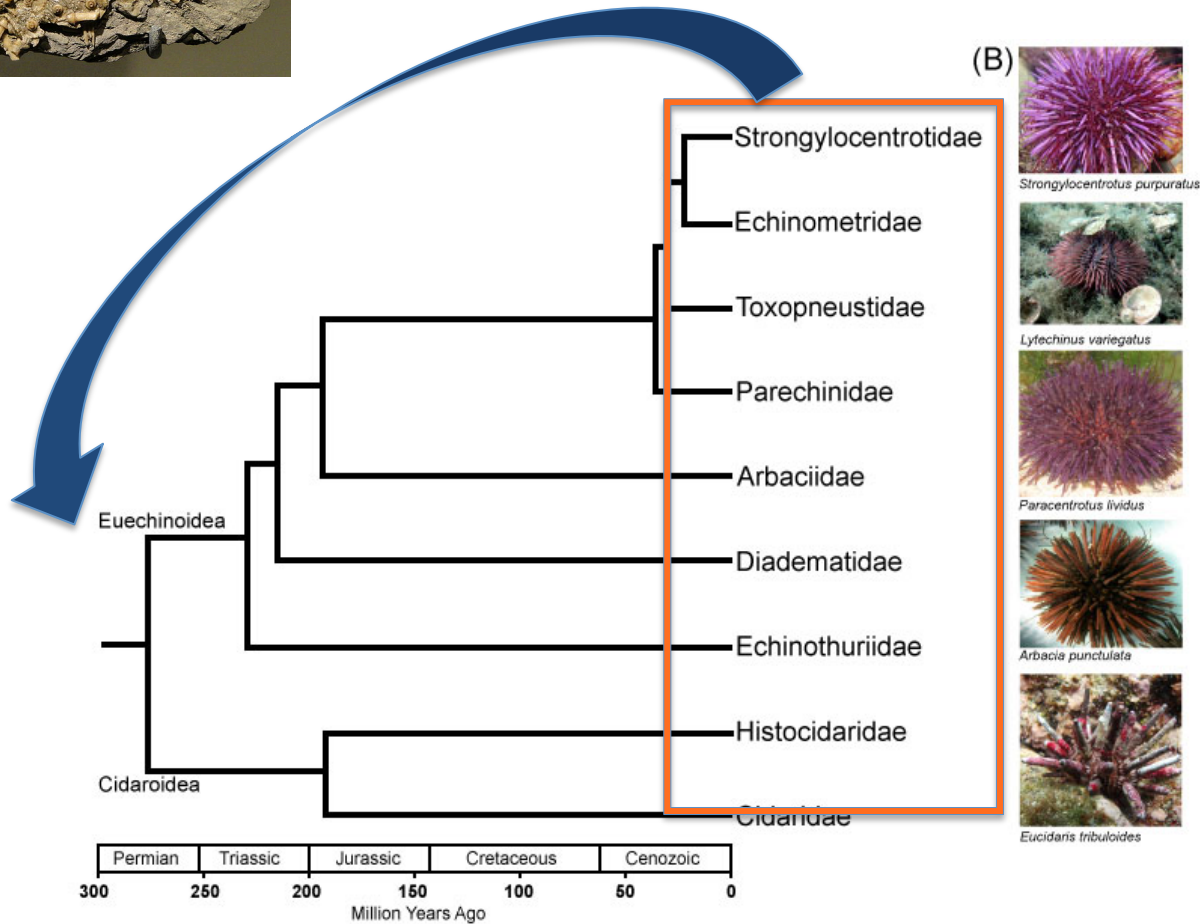 (B)
Strongylocentrotidae
Echinometridae
Toxopneustidae
Parechinidae
Arbaciidae
Diadematidae
Echinothuriidae
Histocidaridae
Cidaridae
Euechinoidea
Cidaroidea
Strongylocentrotus purpuratus
Lytechinus variegatus
Paracentrotus lividus
Arbacia punctulata
Eucidaris tribuloides
Permian Triassic Jurassic Cretaceous Cenozoic
300 250 200 150 100 50 0
Million Years Ago